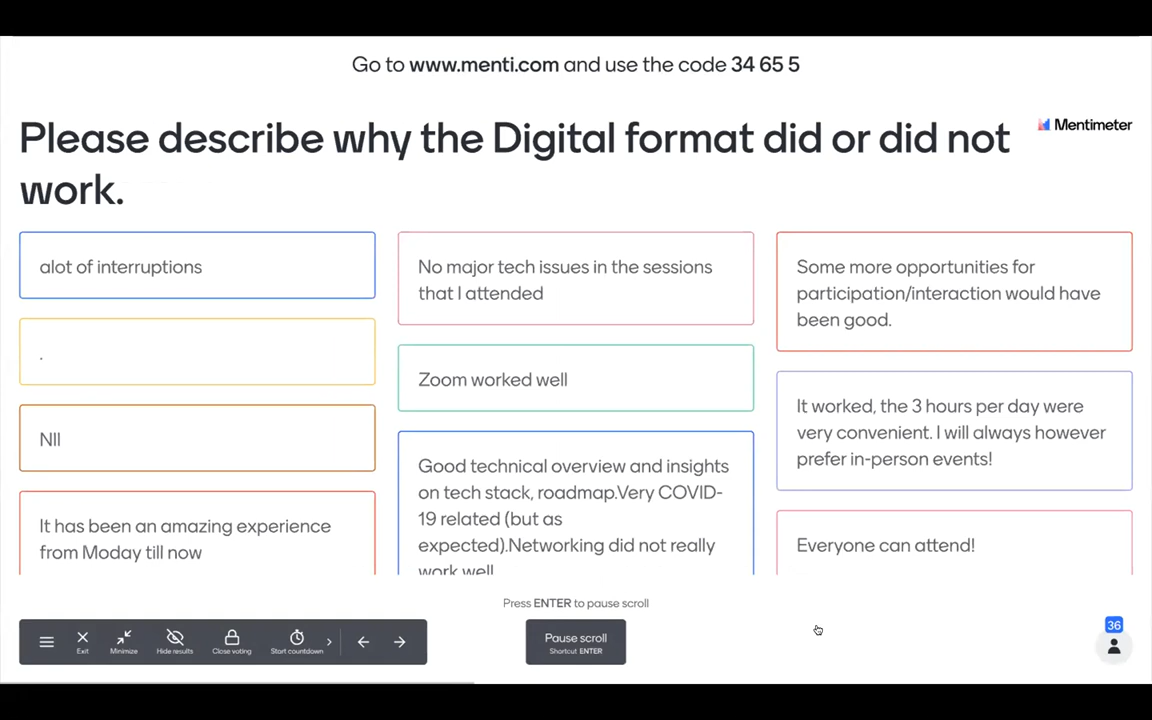 Go to www.menti.com and use the code 34 65 5
Please describe why the Digital format did or did not
work.
Mentimeter
alot of interruptions
.
NIl
It has been an amazing experience
from Moday till now
No major tech issues in the sessions
that I attended
Zoom worked well
Good technical overview and insights
on tech stack, roadmap.Very COVID-
19 related (but as
expected).Networking did not really
work well
Some more opportunities for
participation/interaction would have
been good.
It worked, the 3 hours per day were
very convenient. I will always however
prefer in-person events!
Everyone can attend!
Press ENTER to pause scroll
Exit
Minimize
Hide results
Close voting
Start countdown
Pause scroll
Shortcut ENTER
36